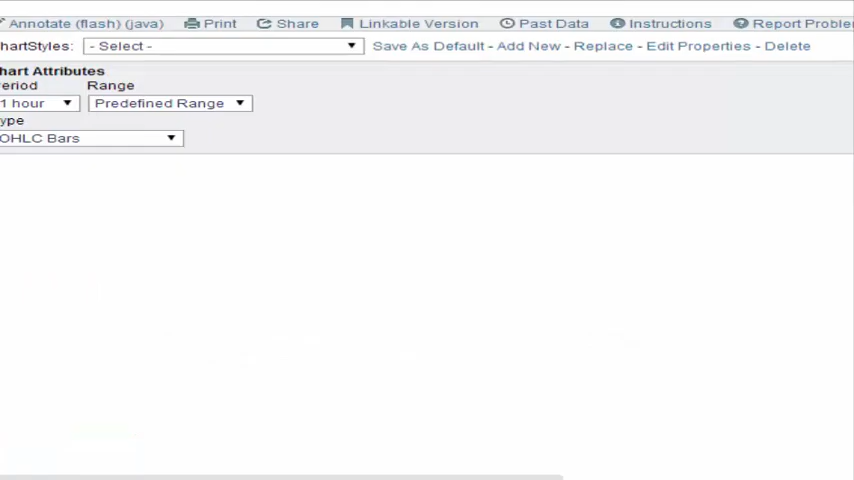 Annotate (flash) (java) Print Share Linkable Version Past Data Instructions Report Proble
hartStyles: - Select - Save As Default - Add New - Replace - Edit Properties - Delete
hart Attributes
eriod Range
1 hour Predefined Range
ype
OHLC Bars